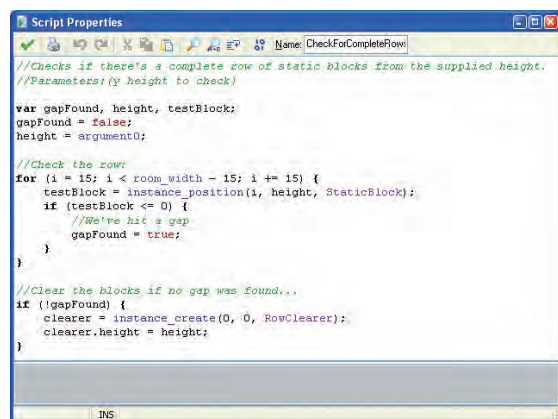 Script Properties
Name: CheckForCompleteRow
//Checks if there's a complete row of static blocks from the supplied height.
//Parameters:(y height to check)
var gapFound, height, testBlock;
gapFound = false;
height = argument0;
//Check the row:
for (i = 15; i < room_width - 15; i += 15) {
testBlock = instance_position(i, height, StaticBlock);
if (testBlock <= 0) {
//We've hit a gap
gapFound = true;
}
}
//Clear the blocks if no gap was found...
if (!gapFound) {
clearer = instance_create(0, 0, RowClearer);
clearer.height = height;
}
INS